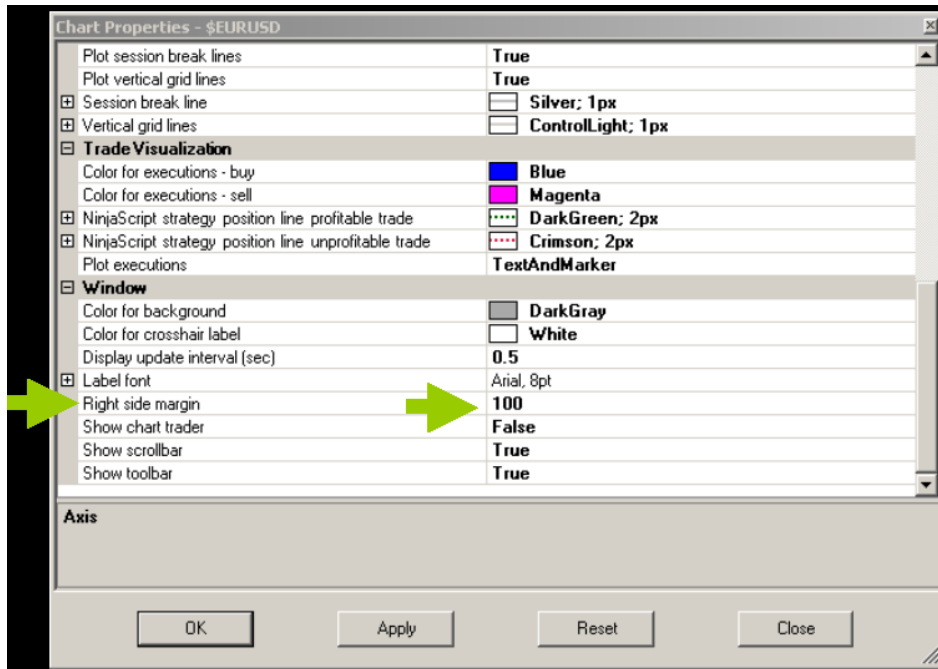 Chart Properties - $EURUSD
Plot session break lines True
Plot vertical grid lines True
Session break line Silver; 1px
Vertical grid lines ControlLight; 1px
Trade Visualization
Color for executions - buy Blue
Color for executions - sell Magenta
NinjaScript strategy position line profitable trade DarkGreen; 2px
NinjaScript strategy position line unprofitable trade Crimson; 2px
Plot executions TextAndMarker
Window
Color for background DarkGray
Color for crosshair label White
Display update interval (sec) 0.5
Label font Arial, 8pt
Right side margin 100
Show chart trader False
Show scrollbar True
Show toolbar True
Axis
OK Apply Reset Close